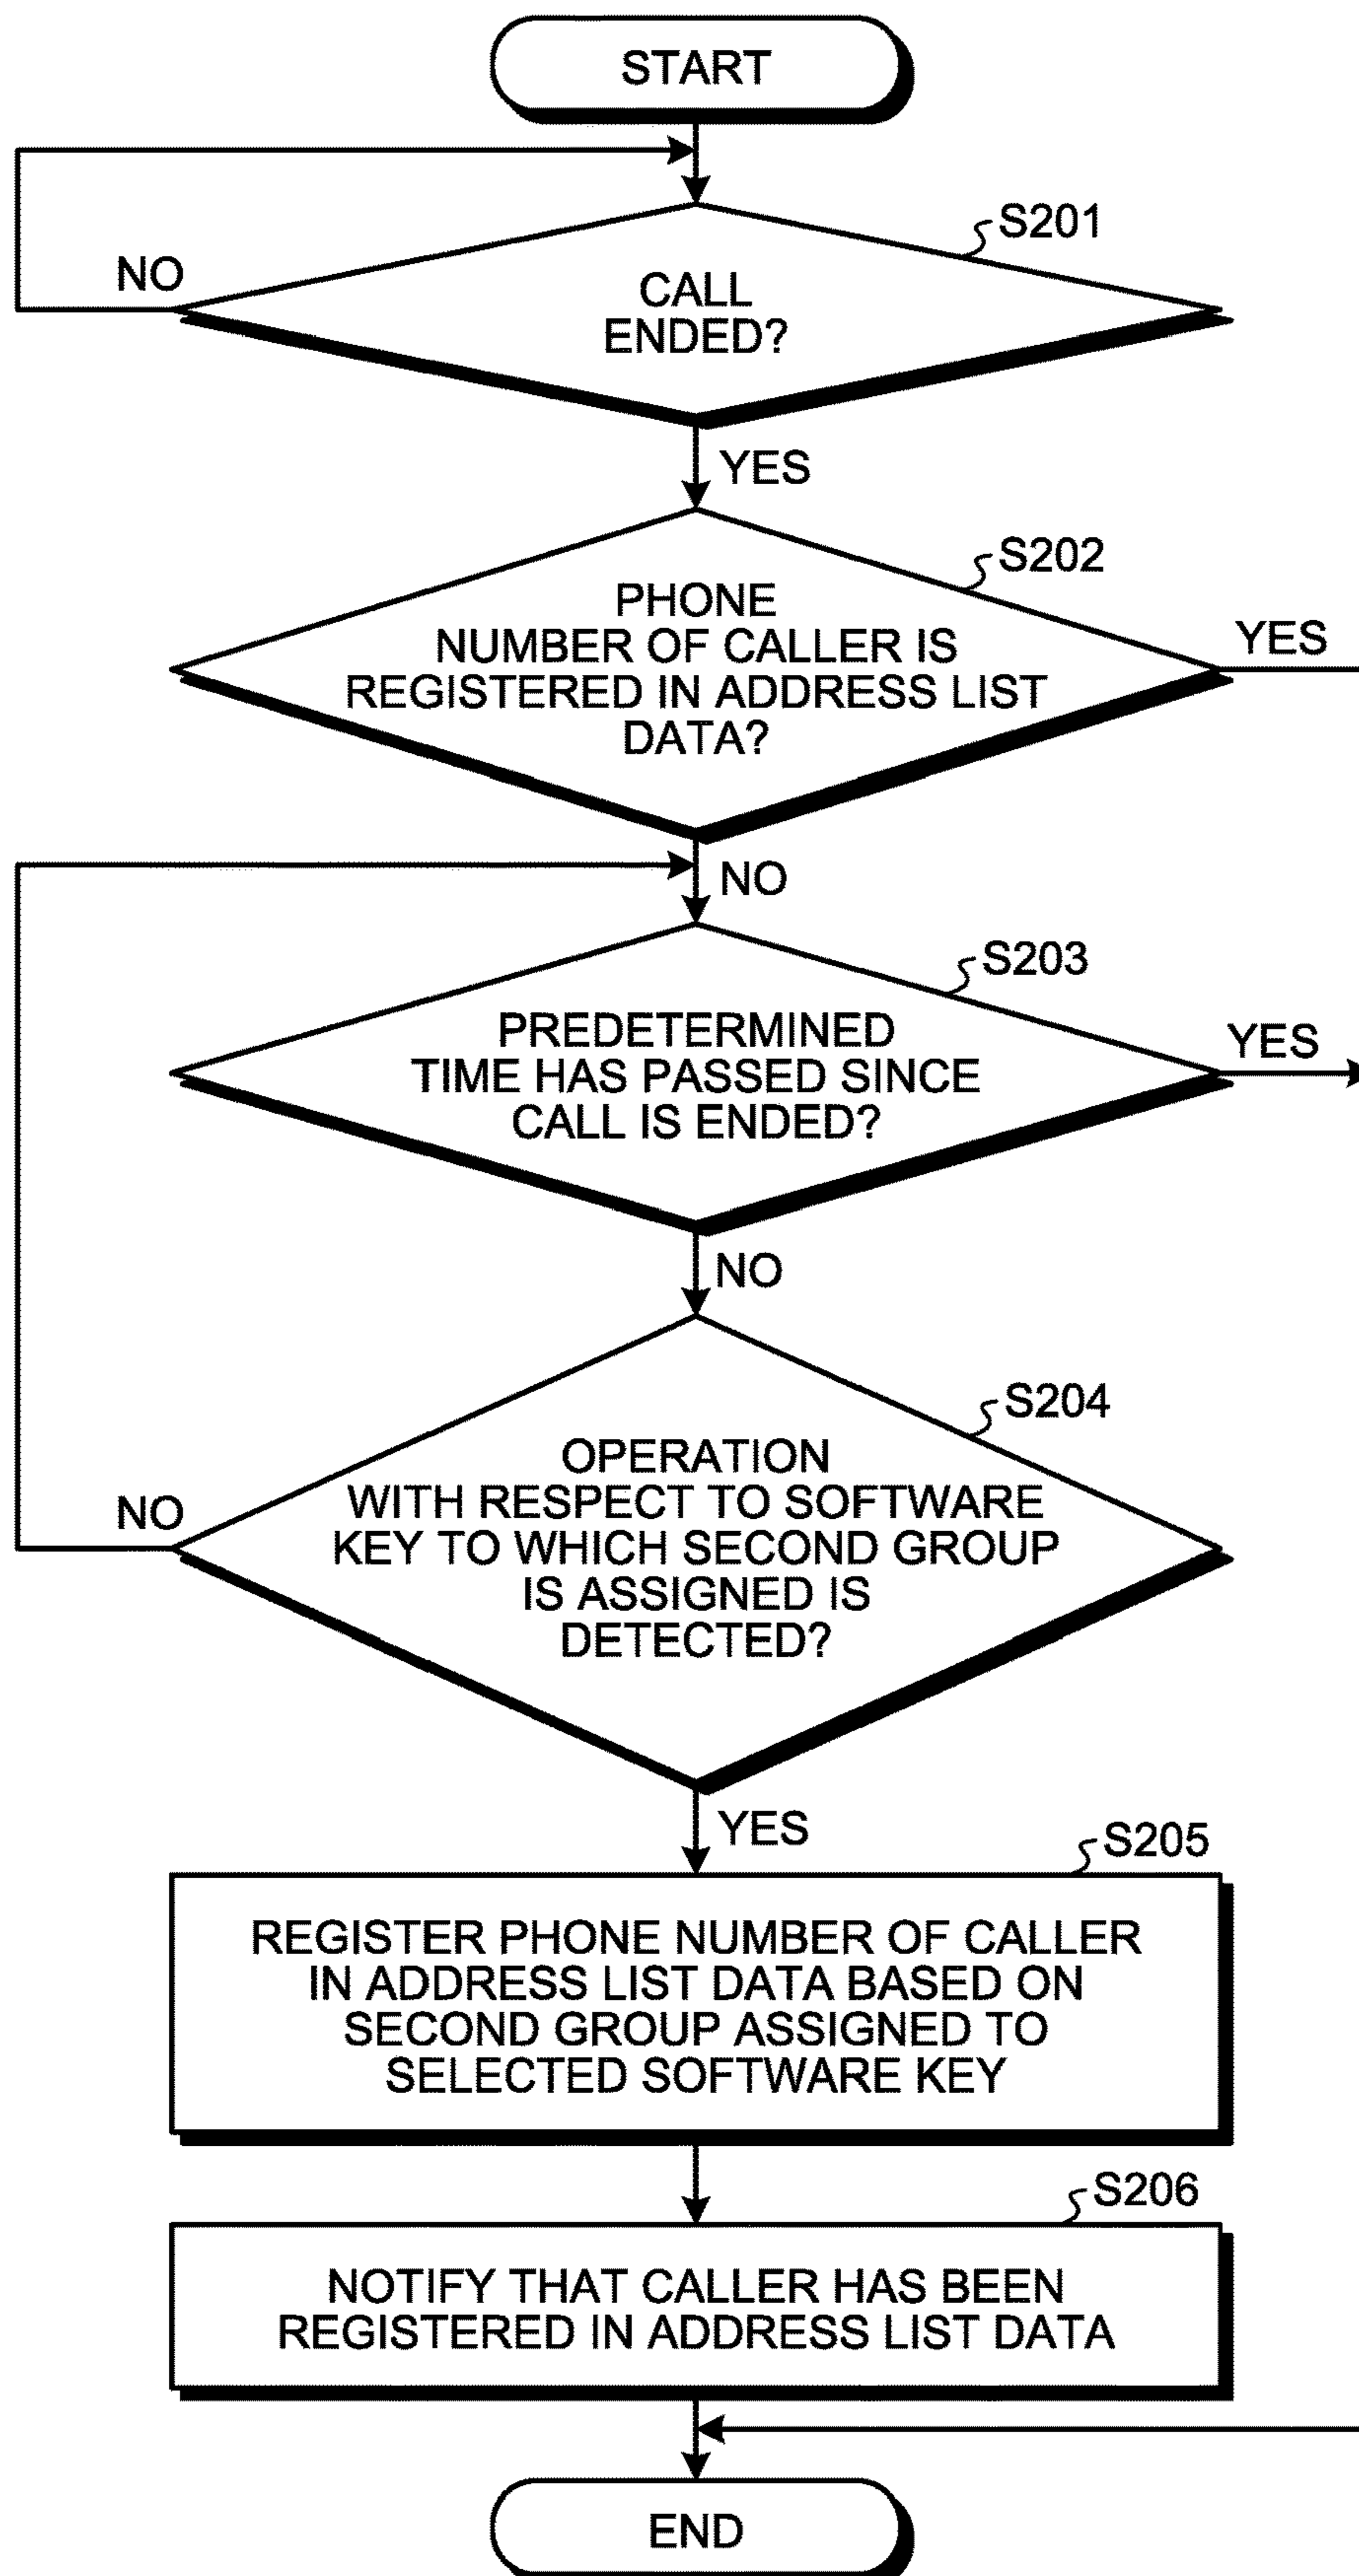 START
S201
NO
CALL
ENDED?
YES
S202
PHONE
NUMBER OF CALLER IS
REGISTERED IN ADDRESS LIST
DATA?
YES
NO
S203
PREDETERMINED
TIME HAS PASSED SINCE
CALL IS ENDED?
YES
NO
S204
OPERATION
WITH RESPECT TO SOFTWARE
KEY TO WHICH SECOND GROUP
IS ASSIGNED IS
DETECTED?
NO
YES
S205
REGISTER PHONE NUMBER OF CALLER
IN ADDRESS LIST DATA BASED ON
SECOND GROUP ASSIGNED TO
SELECTED SOFTWARE KEY
S206
NOTIFY THAT CALLER HAS BEEN
REGISTERED IN ADDRESS LIST DATA
END